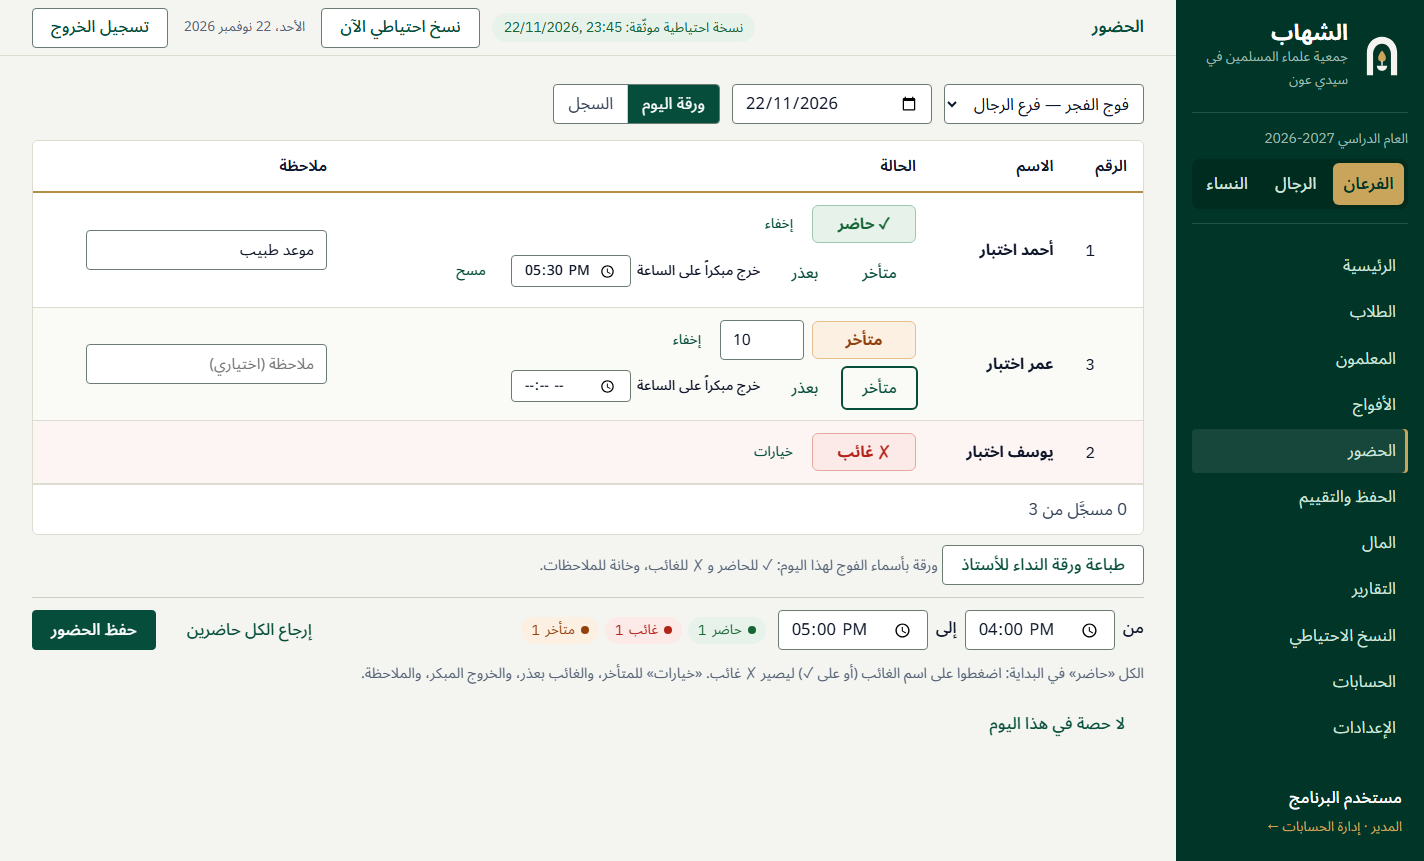 الشهاب
جمعية علماء المسلمين في
سيدي عون
العام الدراسي 2027-2026
الفرعان
الرجال
النساء
الرئيسية
الطلاب
المعلمون
الأفواج
الحضور
الحفظ والتقييم
المال
التقارير
النسخ الاحتياطي
الحسابات
الإعدادات
مستخدم البرنامج
المدير · إدارة الحسابات ←
الحضور
نسخة احتياطية موثّقة: 22/11/2026, 23:45
نسخ احتياطي الآن
الأحد، 22 نوفمبر 2026
تسجيل الخروج
فوج الفجر — فرع الرجال
22/11/2026
ورقة اليوم
السجل
الرقم الاسم الحالة ملاحظة
1 أحمد اختبار
✓ حاضر إخفاء
متأخر بعذر خرج مبكراً على الساعة 05:30 PM مسح
موعد طبيب
3 عمر اختبار
متأخر 10 إخفاء
متأخر بعذر خرج مبكراً على الساعة --:-- --
ملاحظة (اختياري)
2 يوسف اختبار ✗ غائب خيارات
0 مسجَّل من 3
طباعة ورقة النداء للأستاذ
ورقة بأسماء الفوج لهذا اليوم: ✓ للحاضر و ✗ للغائب، وخانة للملاحظات.
من 04:00 PM إلى 05:00 PM
حاضر 1
غائب 1
متأخر 1
إرجاع الكل حاضرين
حفظ الحضور
الكل «حاضر» في البداية: اضغطوا على اسم الغائب (أو على ✓) ليصير ✗ غائب. «خيارات» للمتأخر، والغائب بعذر، والخروج المبكر، والملاحظة.
لا حصة في هذا اليوم